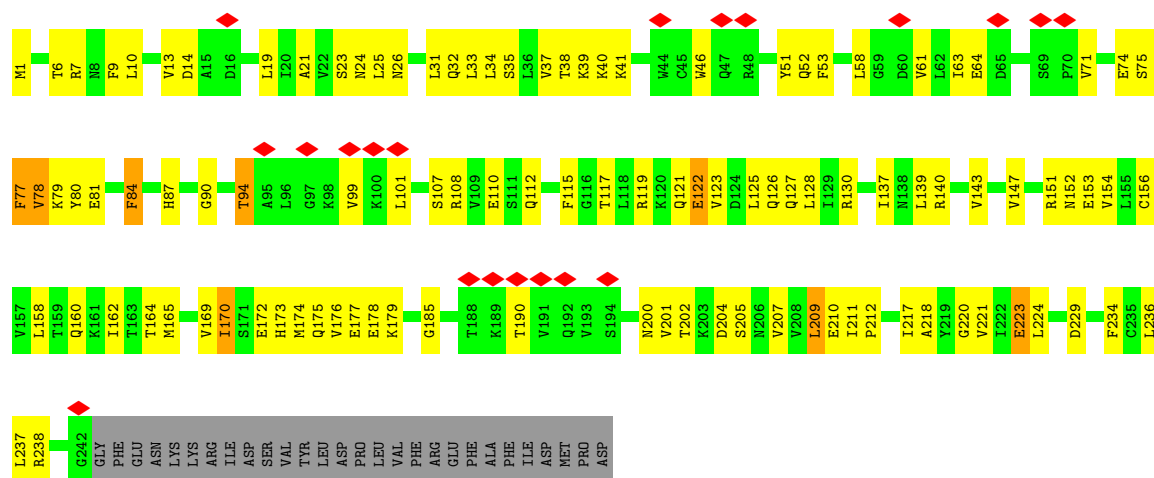 M1 T6 R7 N8 F9 L10 V13 D14 A15 D16 L19 I20 A21 V22 S23 N24 L25 N26 L31 Q32 L33 L34 S35 L36 V37 T38 K39 K40 K41 W44 C45 W46 Q47 R48 Y51 Q52 F53 L58 G59 D60 V61 L62 I63 E64 D65 S69 P70 V71 E74 S75
F77 V78 K79 Y80 E81 F84 H87 G90 T94 A95 L96 G97 K98 V99 K100 L101 S107 R108 V109 E110 S111 Q112 F115 G116 T117 L118 R119 K120 Q121 E122 V123 D124 L125 Q126 Q127 L128 I129 R130 I137 N138 L139 R140 V143 V147 R151 N152 E153 V154 L155 C156
V157 L158 T159 Q160 K161 I162 T163 T164 M165 V169 I170 S171 E172 H173 M174 Q175 V176 E177 E178 K179 G185 T188 K189 T190 V191 Q192 V193 S194 N200 V201 T202 K203 D204 S205 N206 V207 V208 L209 E210 I211 P212 I217 A218 Y219 G220 V221 I222 E223 L224 D229 F234 C235 L236
L237 R238 G242 GLY PHE GLU ASN LYS LYS ARG ILE ASP SER VAL TYR LEU ASP PRO LEU VAL PHE ARG GLU PHE ALA PHE ILE ASP MET PRO ASP